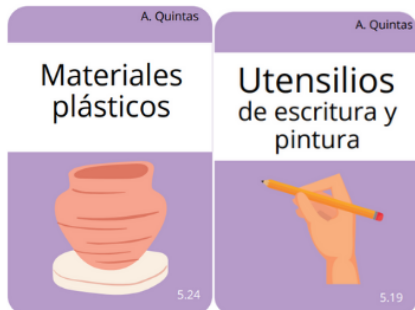 A. Quintas
Materiales
plásticos
5.24
A. Quintas
Utensilios
de escritura y
pintura
5.19